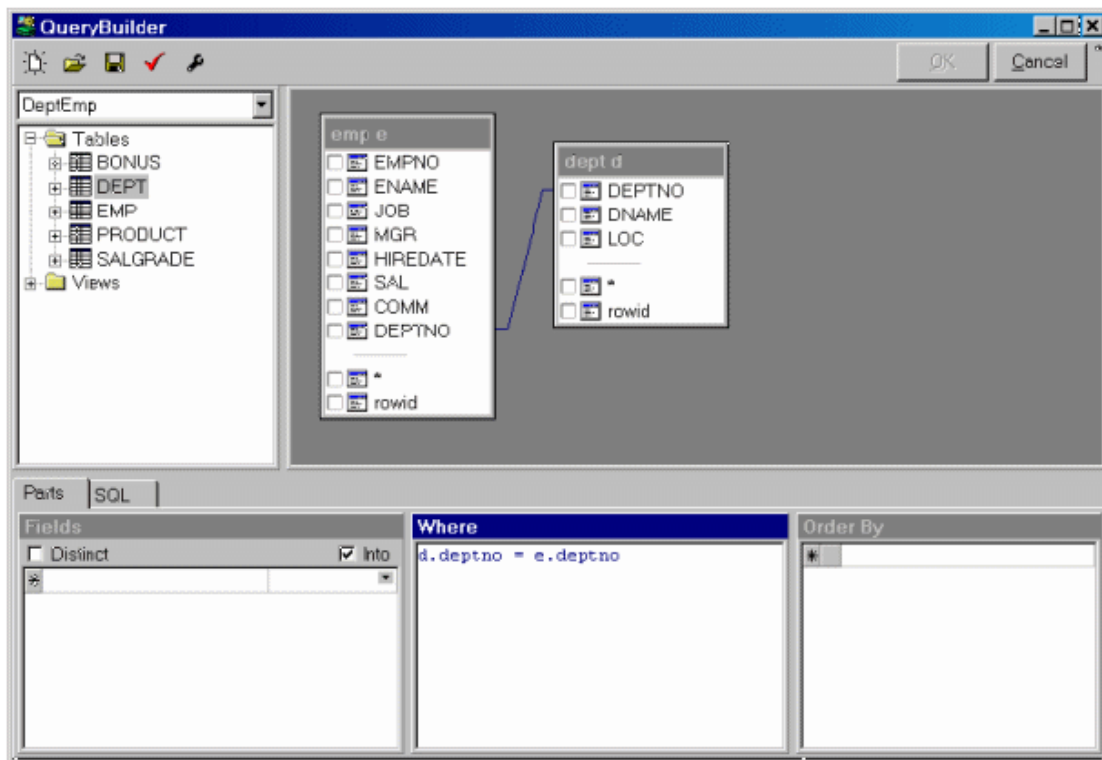 QueryBuilder
OK
Cancel
DeptEmp
Tables
BONUS
DEPT
EMP
PRODUCT
SALGRADE
Views
emp e
EMPNO
ENAME
JOB
MGR
HIREDATE
SAL
COMM
DEPTNO
*
rowid
dept d
DEPTNO
DNAME
LOC
*
rowid
Parts
SQL
Fields
Distinct
Into
*
Where
d.deptno = e.deptno
Order By
*